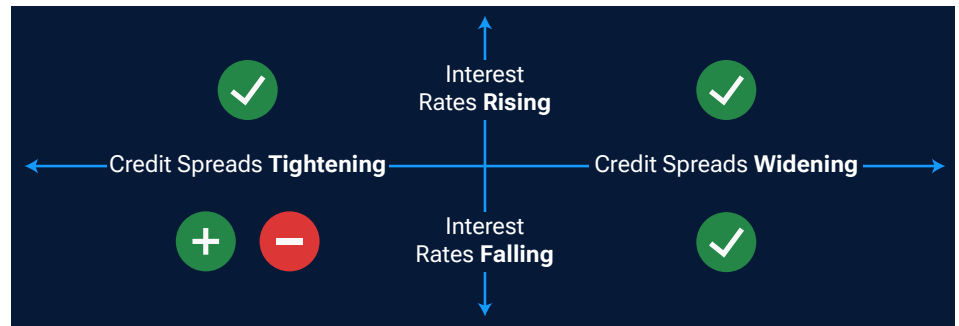 Interest
Rates Rising
Credit Spreads Tightening
Credit Spreads Widening
Interest
Rates Falling